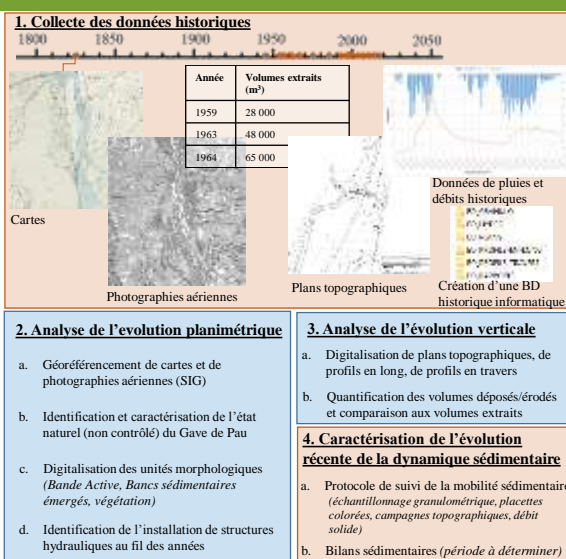 1. Collecte des données historiques
1800 1850 1900 1950 2000 2050
Année Volumes extraits
(m³)
1959 28 000
1963 48 000
1964 65 000
Cartes
Photographies aériennes
Plans topographiques
Données de pluies et
débits historiques
Création d'une BD
historique informatique
2. Analyse de l'evolution planimétrique
a. Géoréférencement de cartes et de
photographies aériennes (SIG)
b. Identification et caractérisation de l'état
naturel (non contrôlé) du Gave de Pau
c. Digitalisation des unités morphologiques
(Bande Active, Bancs sédimentaires
émergés, végétation)
d. Identification de l'installation de structures
hydrauliques au fil des années
3. Analyse de l'évolution verticale
a. Digitalisation de plans topographiques, de
profils en long, de profils en travers
b. Quantification des volumes déposés/érodés
et comparaison aux volumes extraits
4. Caractérisation de l'évolution
récente de la dynamique sédimentaire
a. Protocole de suivi de la mobilité sédimentaire
(échantillonnage granulométrique, placettes
colorées, campagnes topographiques, débit
solide)
b. Bilans sédimentaires (période à déterminer)